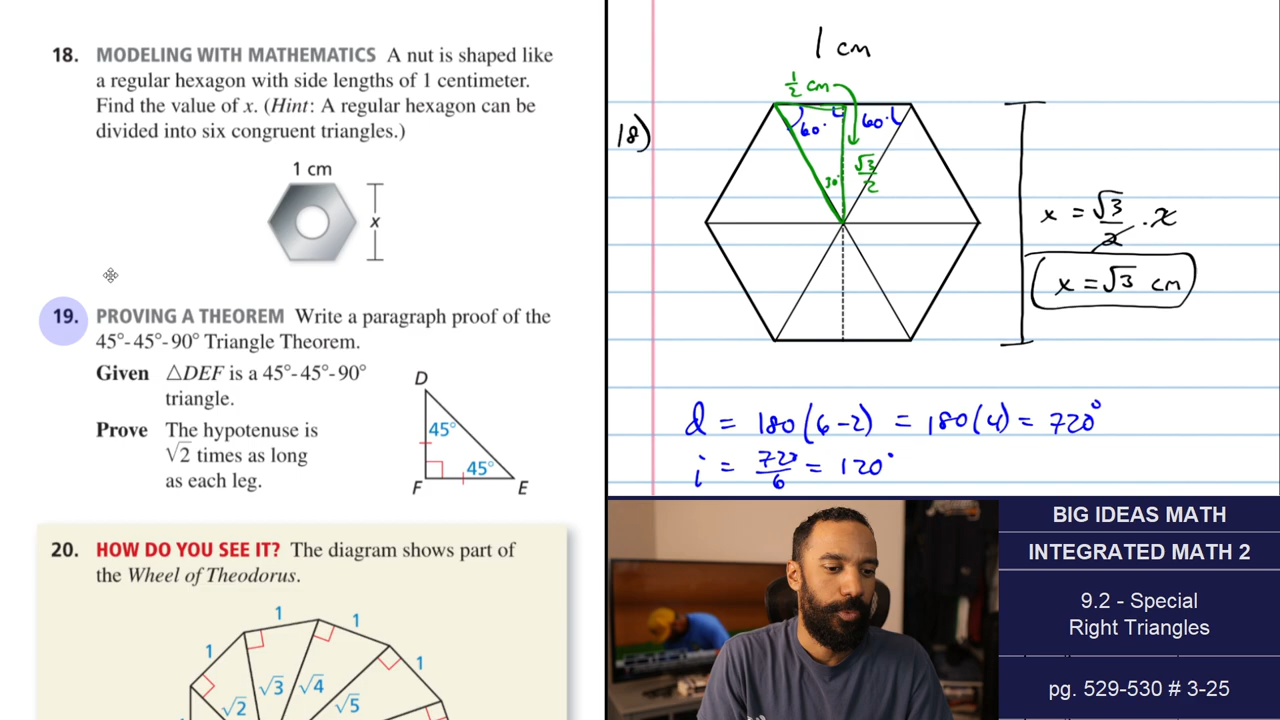 18. MODELING WITH MATHEMATICS A nut is shaped like
a regular hexagon with side lengths of 1 centimeter.
Find the value of x. (Hint: A regular hexagon can be
divided into six congruent triangles.)
1 cm
x
19. PROVING A THEOREM Write a paragraph proof of the
45°-45°-90° Triangle Theorem.
Given △DEF is a 45°-45°-90°
triangle.
Prove The hypotenuse is
√2 times as long
as each leg.
D
45°
45°
F
E
20. HOW DO YOU SEE IT? The diagram shows part of
the Wheel of Theodorus.
1
1
1
1
√2
√3
√4
√5
18)
1 cm
1/2 cm
60°
60°
30°
√3/2
x = √3/2 · 2
x = √3 cm
d = 180(6-2) = 180(4) = 720°
i = 720/6 = 120°
BIG IDEAS MATH
INTEGRATED MATH 2
9.2 - Special
Right Triangles
pg. 529-530 # 3-25